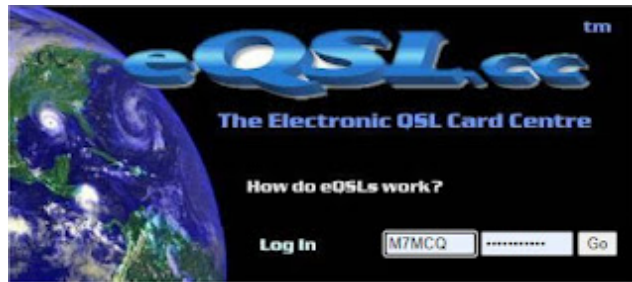 eQSL.cc tm
The Electronic QSL Card Centre
How do eQSLs work?
Log In M7MCQ ••••••••••• Go